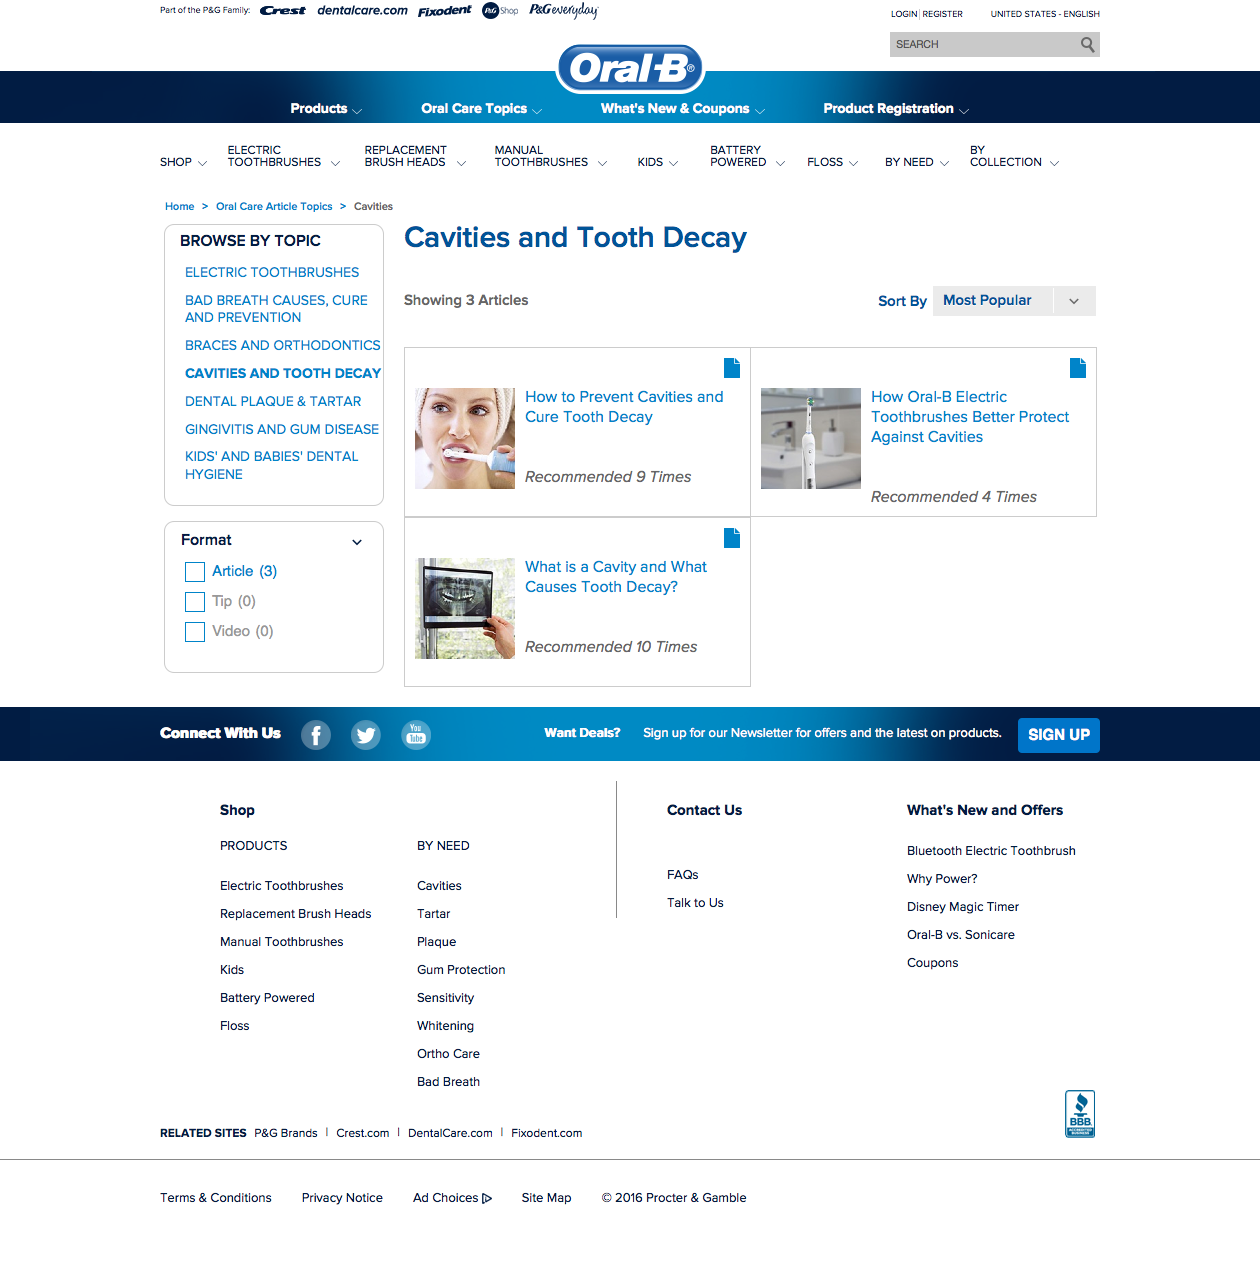 Part of the P&G Family: Crest dentalcare.com Fixodent P&G Shop P&G everyday
LOGIN | REGISTER UNITED STATES - ENGLISH
SEARCH
Oral-B®
Products Oral Care Topics What's New & Coupons Product Registration
SHOP
ELECTRIC
TOOTHBRUSHES
REPLACEMENT
BRUSH HEADS
MANUAL
TOOTHBRUSHES
KIDS
BATTERY
POWERED
FLOSS
BY NEED
BY
COLLECTION
Home > Oral Care Article Topics > Cavities
BROWSE BY TOPIC
ELECTRIC TOOTHBRUSHES
BAD BREATH CAUSES, CURE
AND PREVENTION
BRACES AND ORTHODONTICS
CAVITIES AND TOOTH DECAY
DENTAL PLAQUE & TARTAR
GINGIVITIS AND GUM DISEASE
KIDS' AND BABIES' DENTAL
HYGIENE
Format
Article (3)
Tip (0)
Video (0)
Cavities and Tooth Decay
Showing 3 Articles
Sort By Most Popular
How to Prevent Cavities and
Cure Tooth Decay
Recommended 9 Times
How Oral-B Electric
Toothbrushes Better Protect
Against Cavities
Recommended 4 Times
What is a Cavity and What
Causes Tooth Decay?
Recommended 10 Times
Connect With Us
You
Tube
Want Deals? Sign up for our Newsletter for offers and the latest on products. SIGN UP
Shop
PRODUCTS
Electric Toothbrushes
Replacement Brush Heads
Manual Toothbrushes
Kids
Battery Powered
Floss
BY NEED
Cavities
Tartar
Plaque
Gum Protection
Sensitivity
Whitening
Ortho Care
Bad Breath
Contact Us
FAQs
Talk to Us
What's New and Offers
Bluetooth Electric Toothbrush
Why Power?
Disney Magic Timer
Oral-B vs. Sonicare
Coupons
BBB.
ACCREDITED
BUSINESS
RELATED SITES P&G Brands | Crest.com | DentalCare.com | Fixodent.com
Terms & Conditions Privacy Notice Ad Choices Site Map © 2016 Procter & Gamble